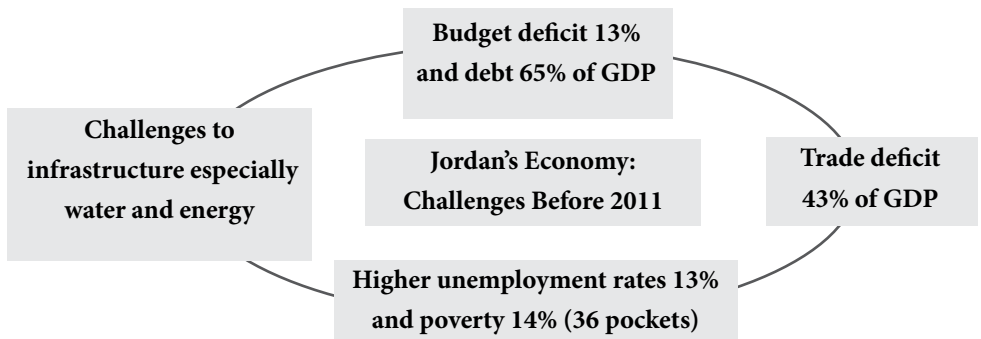 Budget deficit 13%
and debt 65% of GDP
Challenges to
infrastructure especially
water and energy
Jordan’s Economy:
Challenges Before 2011
Trade deficit
43% of GDP
Higher unemployment rates 13%
and poverty 14% (36 pockets)